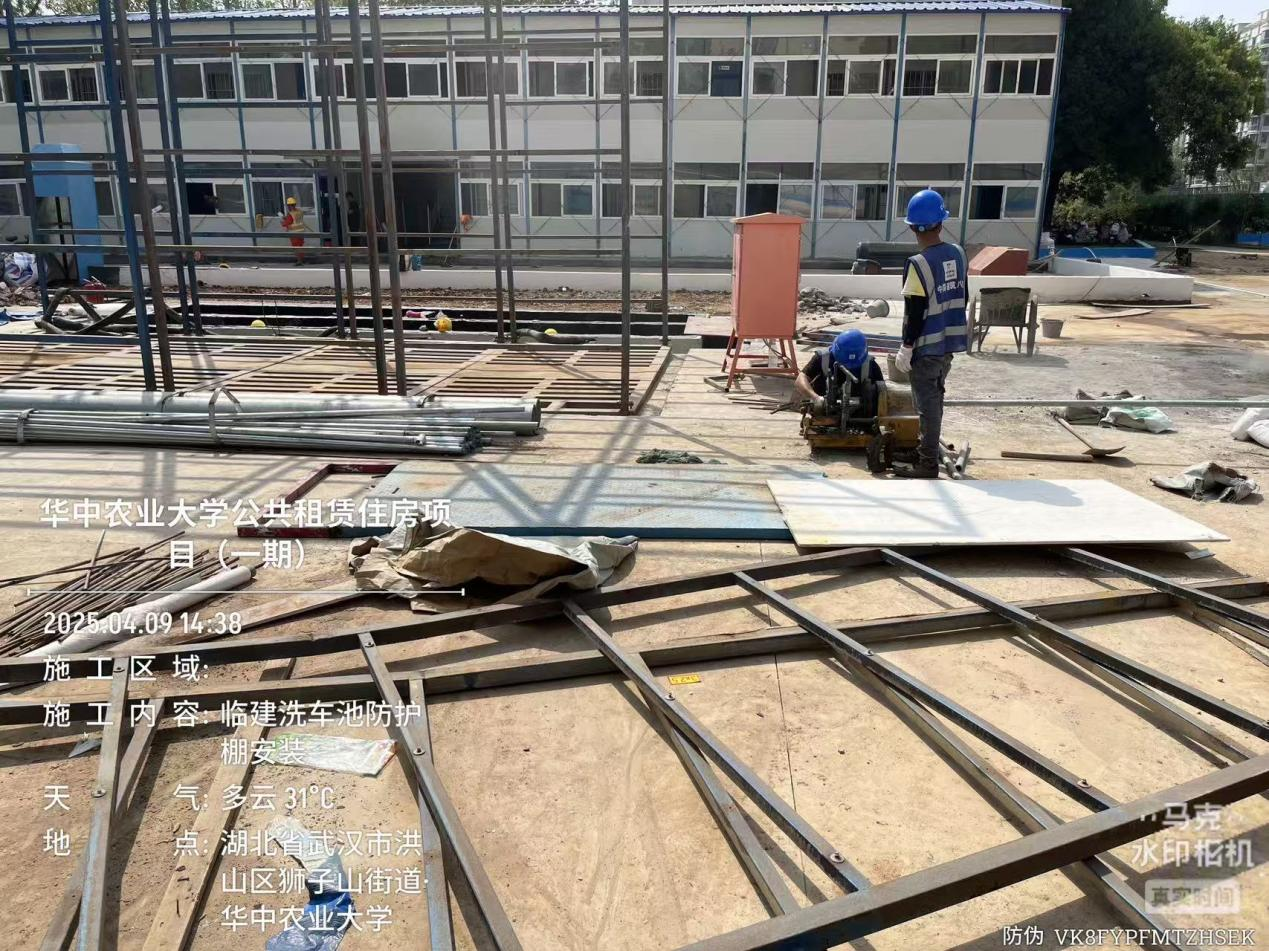 华中农业大学公共租赁住房项
目（一期）
2025.04.09 14:38
施工区域:
施工内容: 临建洗车池防护
棚安装
天气: 多云 31℃
地点: 湖北省武汉市洪
山区狮子山街道
华中农业大学
马克
水印相机
真实时间
防伪 VK8FYPFMTZHSEK